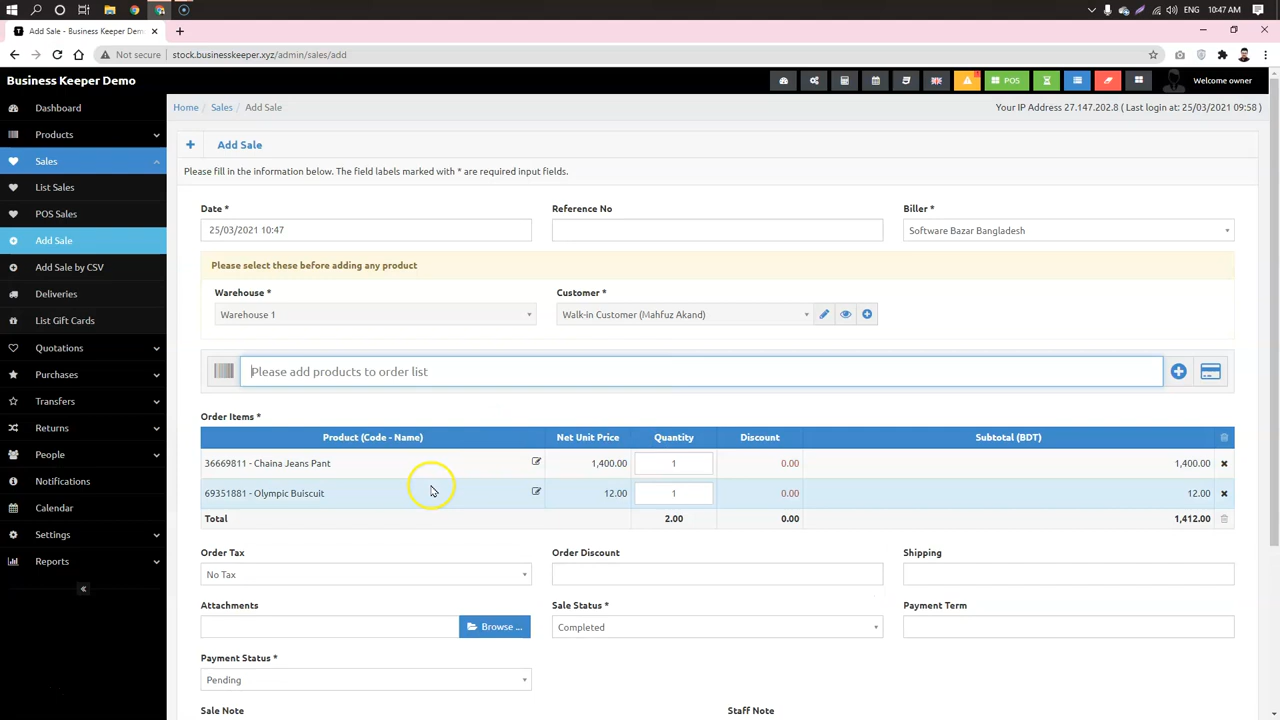 ENG 10:47 AM
Add Sale - Business Keeper Demo
Not secure stock.businesskeeper.xyz/admin/sales/add
Business Keeper Demo
POS
Welcome owner
Dashboard
Products
Sales
List Sales
POS Sales
Add Sale
Add Sale by CSV
Deliveries
List Gift Cards
Quotations
Purchases
Transfers
Returns
People
Notifications
Calendar
Settings
Reports
Home / Sales / Add Sale
Your IP Address 27.147.202.8 ( Last login at: 25/03/2021 09:58 )
Add Sale
Please fill in the information below. The field labels marked with * are required input fields.
Date * Reference No Biller *
25/03/2021 10:47 Software Bazar Bangladesh
Please select these before adding any product
Warehouse * Customer *
Warehouse 1 Walk-in Customer (Mahfuz Akand)
Please add products to order list
Order Items *
Product (Code - Name) Net Unit Price Quantity Discount Subtotal (BDT)
36669811 - Chaina Jeans Pant 1,400.00 1 0.00 1,400.00
69351881 - Olympic Buiscuit 12.00 1 0.00 12.00
Total 2.00 0.00 1,412.00
Order Tax Order Discount Shipping
No Tax
Attachments Sale Status * Payment Term
Browse ... Completed
Payment Status *
Pending
Sale Note Staff Note